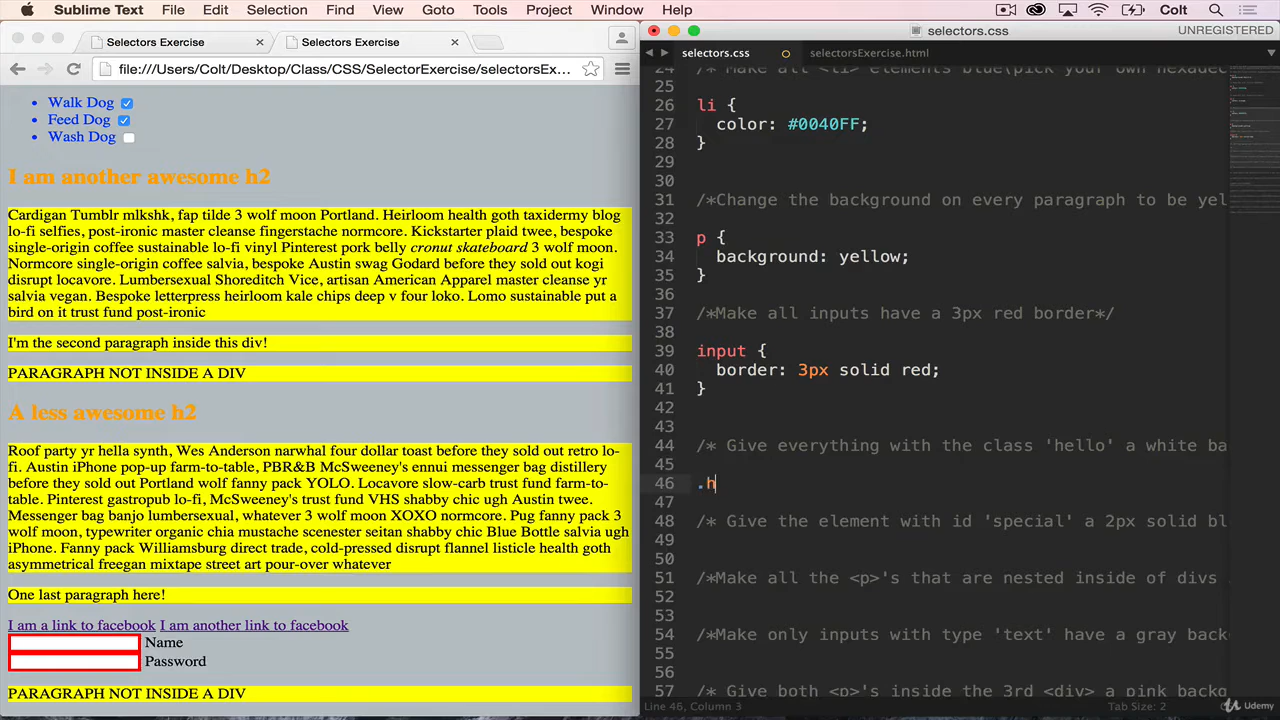 Sublime Text File Edit Selection Find View Goto Tools Project Window Help Colt
Selectors Exercise × Selectors Exercise ×
file:///Users/Colt/Desktop/Class/CSS/SelectorExercise/selectorsEx...
• Walk Dog
• Feed Dog
• Wash Dog
I am another awesome h2
Cardigan Tumblr mlkshk, fap tilde 3 wolf moon Portland. Heirloom health goth taxidermy blog
lo-fi selfies, post-ironic master cleanse fingerstache normcore. Kickstarter plaid twee, bespoke
single-origin coffee sustainable lo-fi vinyl Pinterest pork belly cronut skateboard 3 wolf moon.
Normcore single-origin coffee salvia, bespoke Austin swag Godard before they sold out kogi
disrupt locavore. Lumbersexual Shoreditch Vice, artisan American Apparel master cleanse yr
salvia vegan. Bespoke letterpress heirloom kale chips deep v four loko. Lomo sustainable put a
bird on it trust fund post-ironic
I'm the second paragraph inside this div!
PARAGRAPH NOT INSIDE A DIV
A less awesome h2
Roof party yr hella synth, Wes Anderson narwhal four dollar toast before they sold out retro lo-
fi. Austin iPhone pop-up farm-to-table, PBR&B McSweeney's ennui messenger bag distillery
before they sold out Portland wolf fanny pack YOLO. Locavore slow-carb trust fund farm-to-
table. Pinterest gastropub lo-fi, McSweeney's trust fund VHS shabby chic ugh Austin twee.
Messenger bag banjo lumbersexual, whatever 3 wolf moon XOXO normcore. Pug fanny pack 3
wolf moon, typewriter organic chia mustache scenester seitan shabby chic Blue Bottle salvia ugh
iPhone. Fanny pack Williamsburg direct trade, cold-pressed disrupt flannel listicle health goth
asymmetrical freegan mixtape street art pour-over whatever
One last paragraph here!
I am a link to facebook I am another link to facebook
Name
Password
PARAGRAPH NOT INSIDE A DIV
selectors.css UNREGISTERED
selectors.css selectorsExercise.html
24 /* Make all <li> elements blue\pick your own hexadec
25
26 li {
27 color: #0040FF;
28 }
29
30
31 /*Change the background on every paragraph to be yel
32
33 p {
34 background: yellow;
35 }
36
37 /*Make all inputs have a 3px red border*/
38
39 input {
40 border: 3px solid red;
41 }
42
43
44 /* Give everything with the class 'hello' a white ba
45
46 .h
47
48 /* Give the element with id 'special' a 2px solid bl
49
50
51 /*Make all the <p>'s that are nested inside of divs
52
53
54 /*Make only inputs with type 'text' have a gray back
55
56
57 /* Give both <p>'s inside the 3rd <div> a pink backg
Line 46, Column 3 Tab Size: 2
Udemy